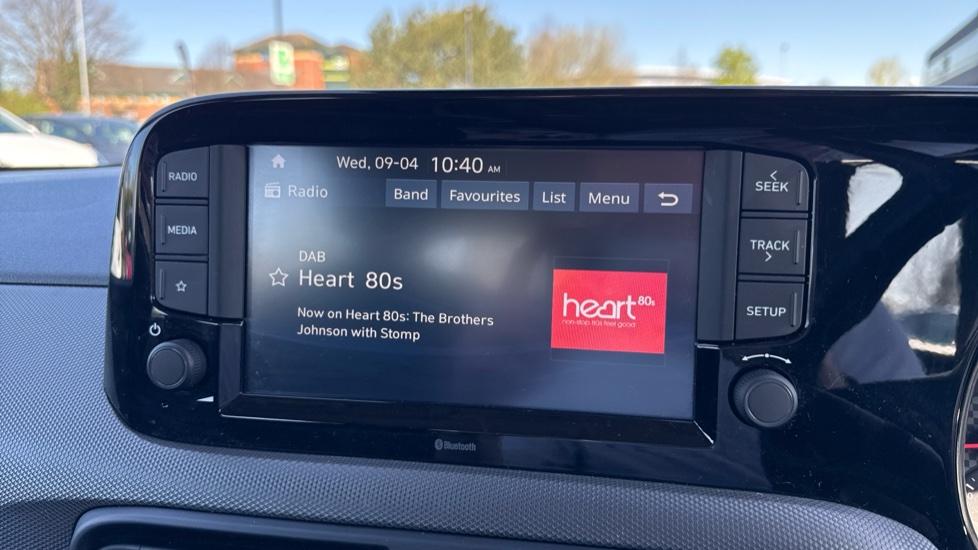 Wed, 09-04 10:40 AM
Radio Band Favourites List Menu
DAB
Heart 80s
Now on Heart 80s: The Brothers
Johnson with Stomp
heart 80s
non-stop 80s feel good
RADIO
MEDIA
SEEK
TRACK
SETUP
Bluetooth